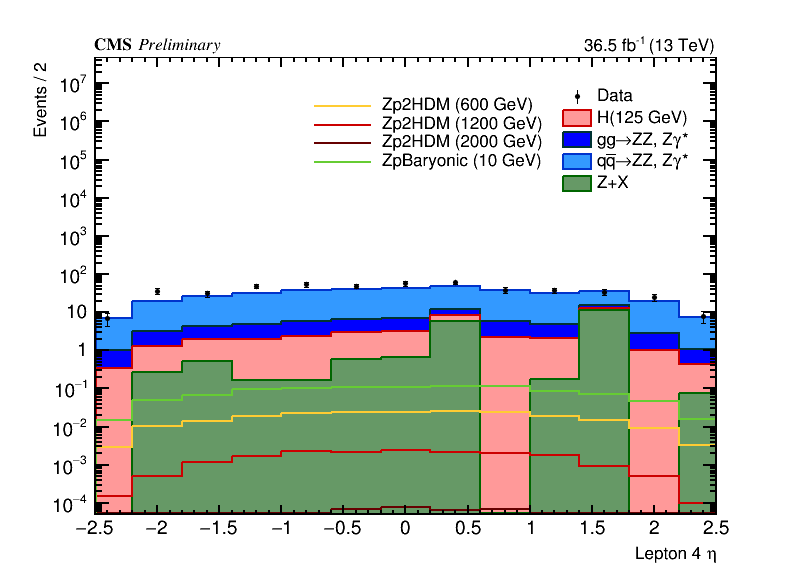 CMS Preliminary 36.5 fb⁻¹ (13 TeV)
Events / 2
Zp2HDM (600 GeV)
Zp2HDM (1200 GeV)
Zp2HDM (2000 GeV)
ZpBaryonic (10 GeV)
Data
H(125 GeV)
gg→ZZ, Zγ*
qq̅→ZZ, Zγ*
Z+X
10⁷
10⁶
10⁵
10⁴
10³
10²
10
1
10⁻¹
10⁻²
10⁻³
10⁻⁴
−2.5 −2 −1.5 −1 −0.5 0 0.5 1 1.5 2 2.5
Lepton 4 η